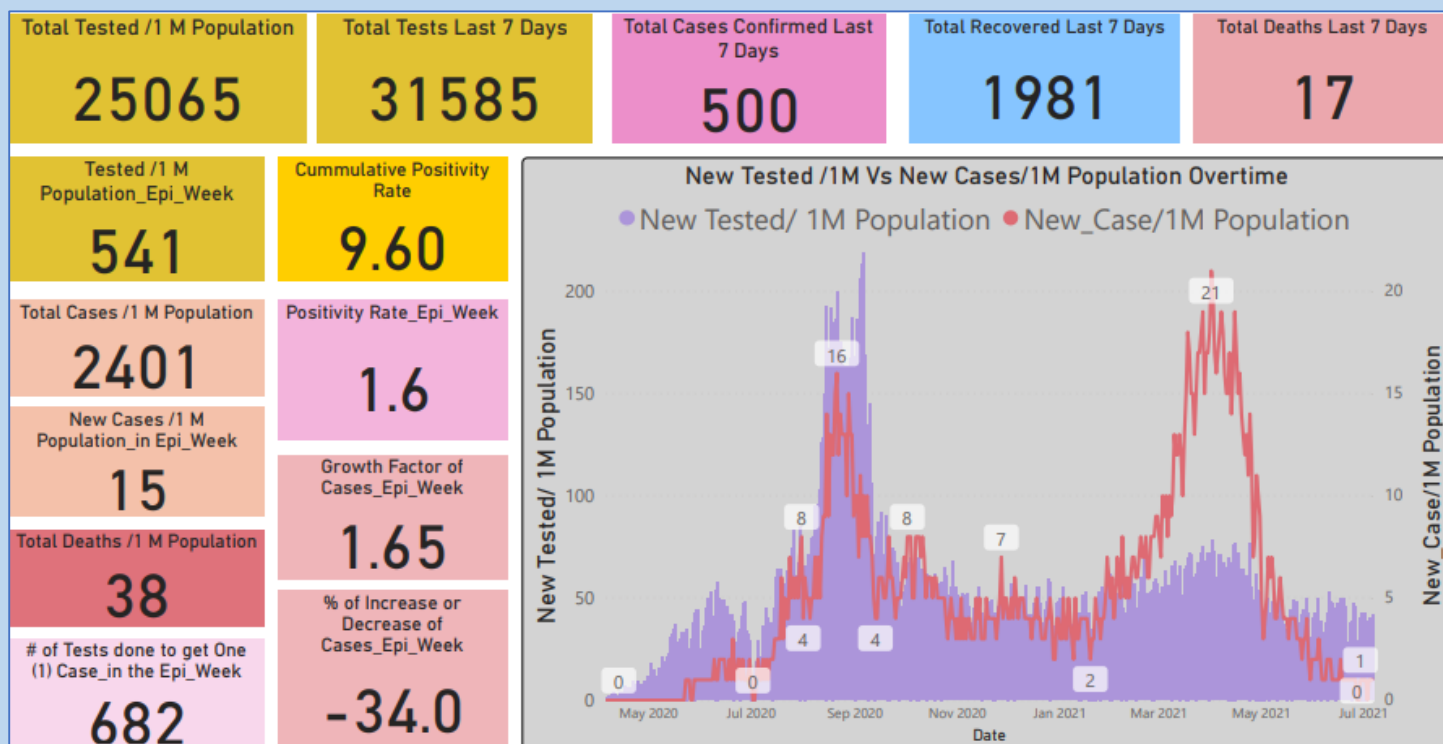 Total Tested /1 M Population
25065
Total Tests Last 7 Days
31585
Total Cases Confirmed Last
7 Days
500
Total Recovered Last 7 Days
1981
Total Deaths Last 7 Days
17
Tested /1 M
Population_Epi_Week
541
Cummulative Positivity
Rate
9.60
Total Cases /1 M Population
2401
Positivity Rate_Epi_Week
1.6
New Cases /1 M
Population_in Epi_Week
15
Growth Factor of
Cases_Epi_Week
1.65
Total Deaths /1 M Population
38
% of Increase or
Decrease of
Cases_Epi_Week
-34.0
# of Tests done to get One
(1) Case_in the Epi_Week
682
New Tested /1M Vs New Cases/1M Population Overtime
New Tested/ 1M Population
New_Case/1M Population
New Tested/ 1M Population
200
150
100
50
0
20
15
10
5
0
New_Case/1M Population
0
0
8
4
16
4
8
7
2
21
1
0
May 2020
Jul 2020
Sep 2020
Nov 2020
Jan 2021
Mar 2021
May 2021
Jul 2021
Date